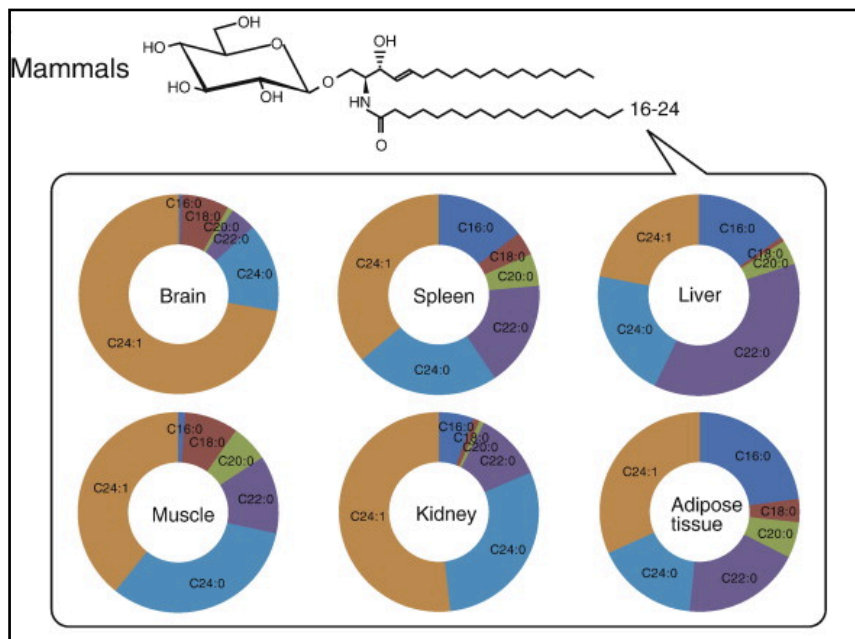 Mammals
OH
HO
O
HO
OH
O
OH
HN
O
16-24
C16:0
C18:0
C20:0
C22:0
C24:0
C24:1
Brain
C16:0
C18:0
C20:0
C22:0
C24:0
C24:1
Spleen
C16:0
C18:0
C20:0
C22:0
C24:0
C24:1
Liver
C16:0
C18:0
C20:0
C22:0
C24:0
C24:1
Muscle
C16:0
C18:0
C20:0
C22:0
C24:0
C24:1
Kidney
C16:0
C18:0
C20:0
C22:0
C24:0
C24:1
Adipose
tissue